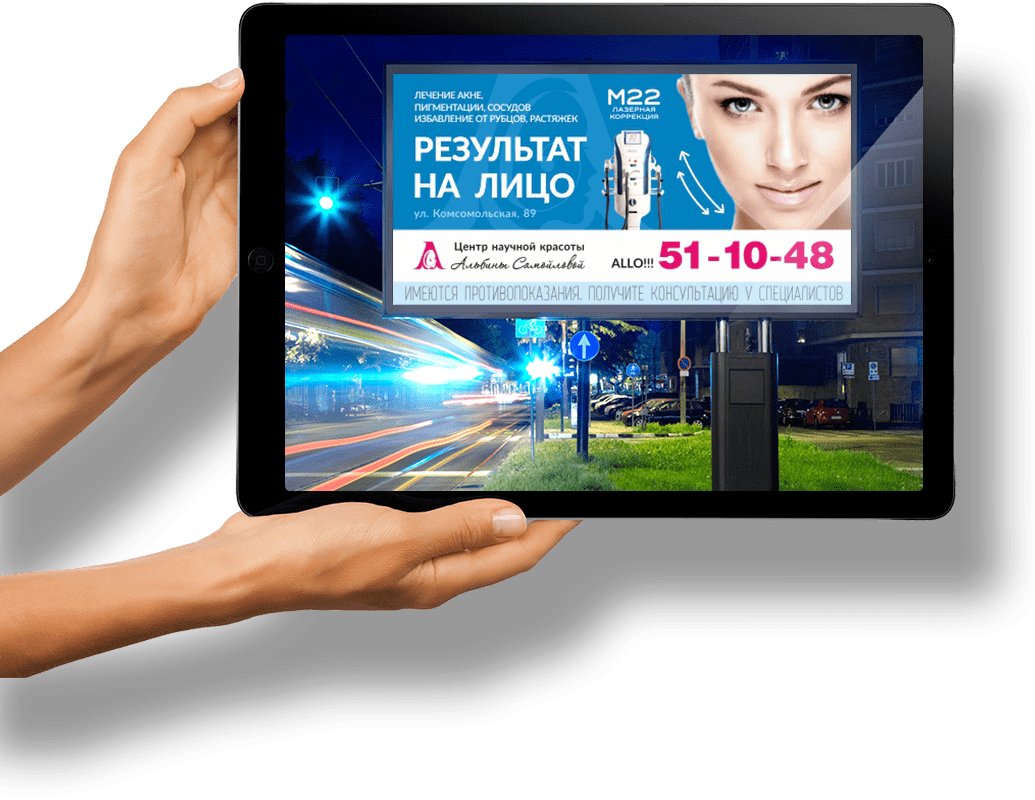 ЛЕЧЕНИЕ АКНЕ,
ПИГМЕНТАЦИИ, СОСУДОВ
ИЗБАВЛЕНИЕ ОТ РУБЦОВ, РАСТЯЖЕК
РЕЗУЛЬТАТ
НА ЛИЦО
ул. Комсомольская, 89
M22
ЛАЗЕРНАЯ
КОРРЕКЦИЯ
Центр научной красоты
Альбины Самойловой
ALLO!!! 51-10-48
ИМЕЮТСЯ ПРОТИВОПОКАЗАНИЯ. ПОЛУЧИТЕ КОНСУЛЬТАЦИЮ У СПЕЦИАЛИСТОВ